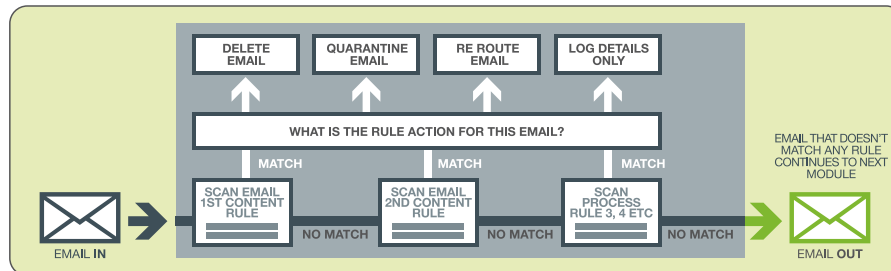 DELETE
EMAIL
QUARANTINE
EMAIL
RE ROUTE
EMAIL
LOG DETAILS
ONLY
WHAT IS THE RULE ACTION FOR THIS EMAIL?
MATCH
MATCH
MATCH
EMAIL THAT DOESN'T
MATCH ANY RULE
CONTINUES TO NEXT
MODULE
SCAN EMAIL
1ST CONTENT
RULE
SCAN EMAIL
2ND CONTENT
RULE
SCAN
PROCESS
RULE 3, 4 ETC
NO MATCH
NO MATCH
NO MATCH
EMAIL IN
EMAIL OUT